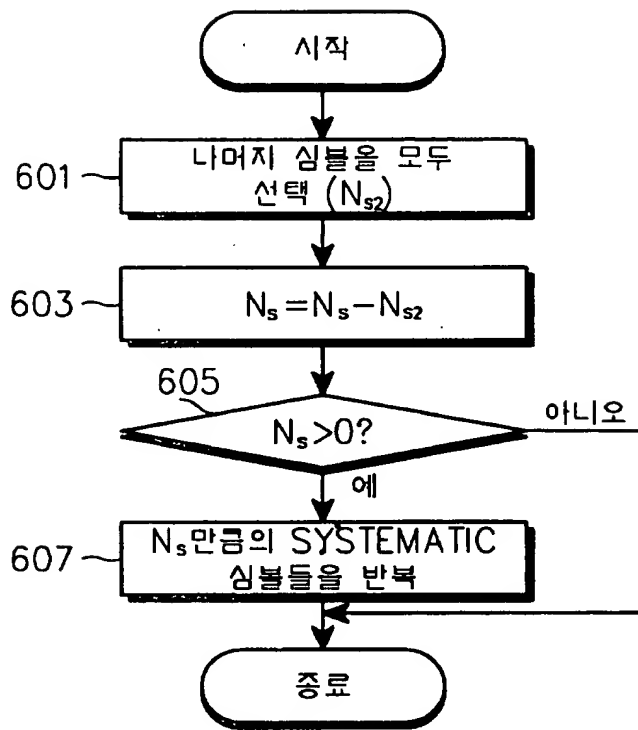 시작
601
나머지 심볼을 모두
선택 (Ns2)
603
Ns=Ns-Ns2
605
Ns>0?
아니오
에
607
Ns만큼의 SYSTEMATIC
심볼들을 반복
종료